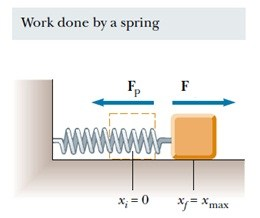 Work done by a spring
Fp F
xi = 0 xf = xmax